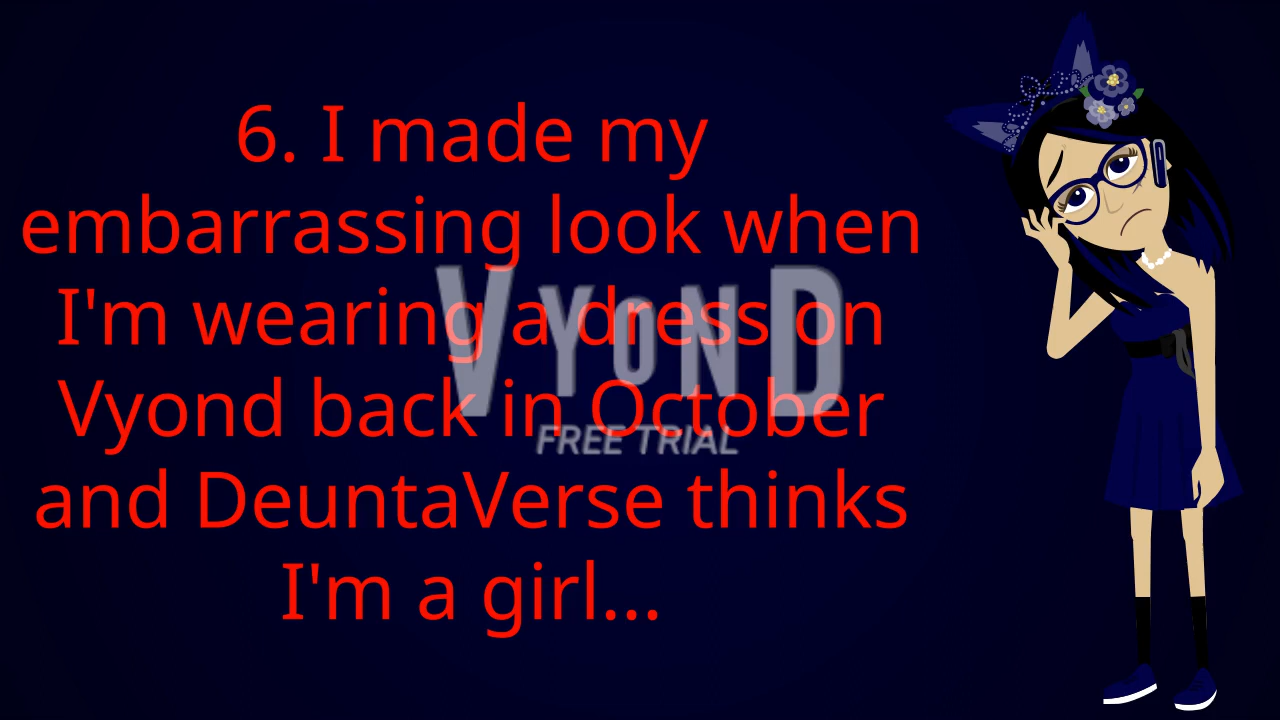 6. I made my
embarrassing look when
I'm wearing a dress on
Vyond back in October
and DeuntaVerse thinks
I'm a girl...
VYOND
FREE TRIAL